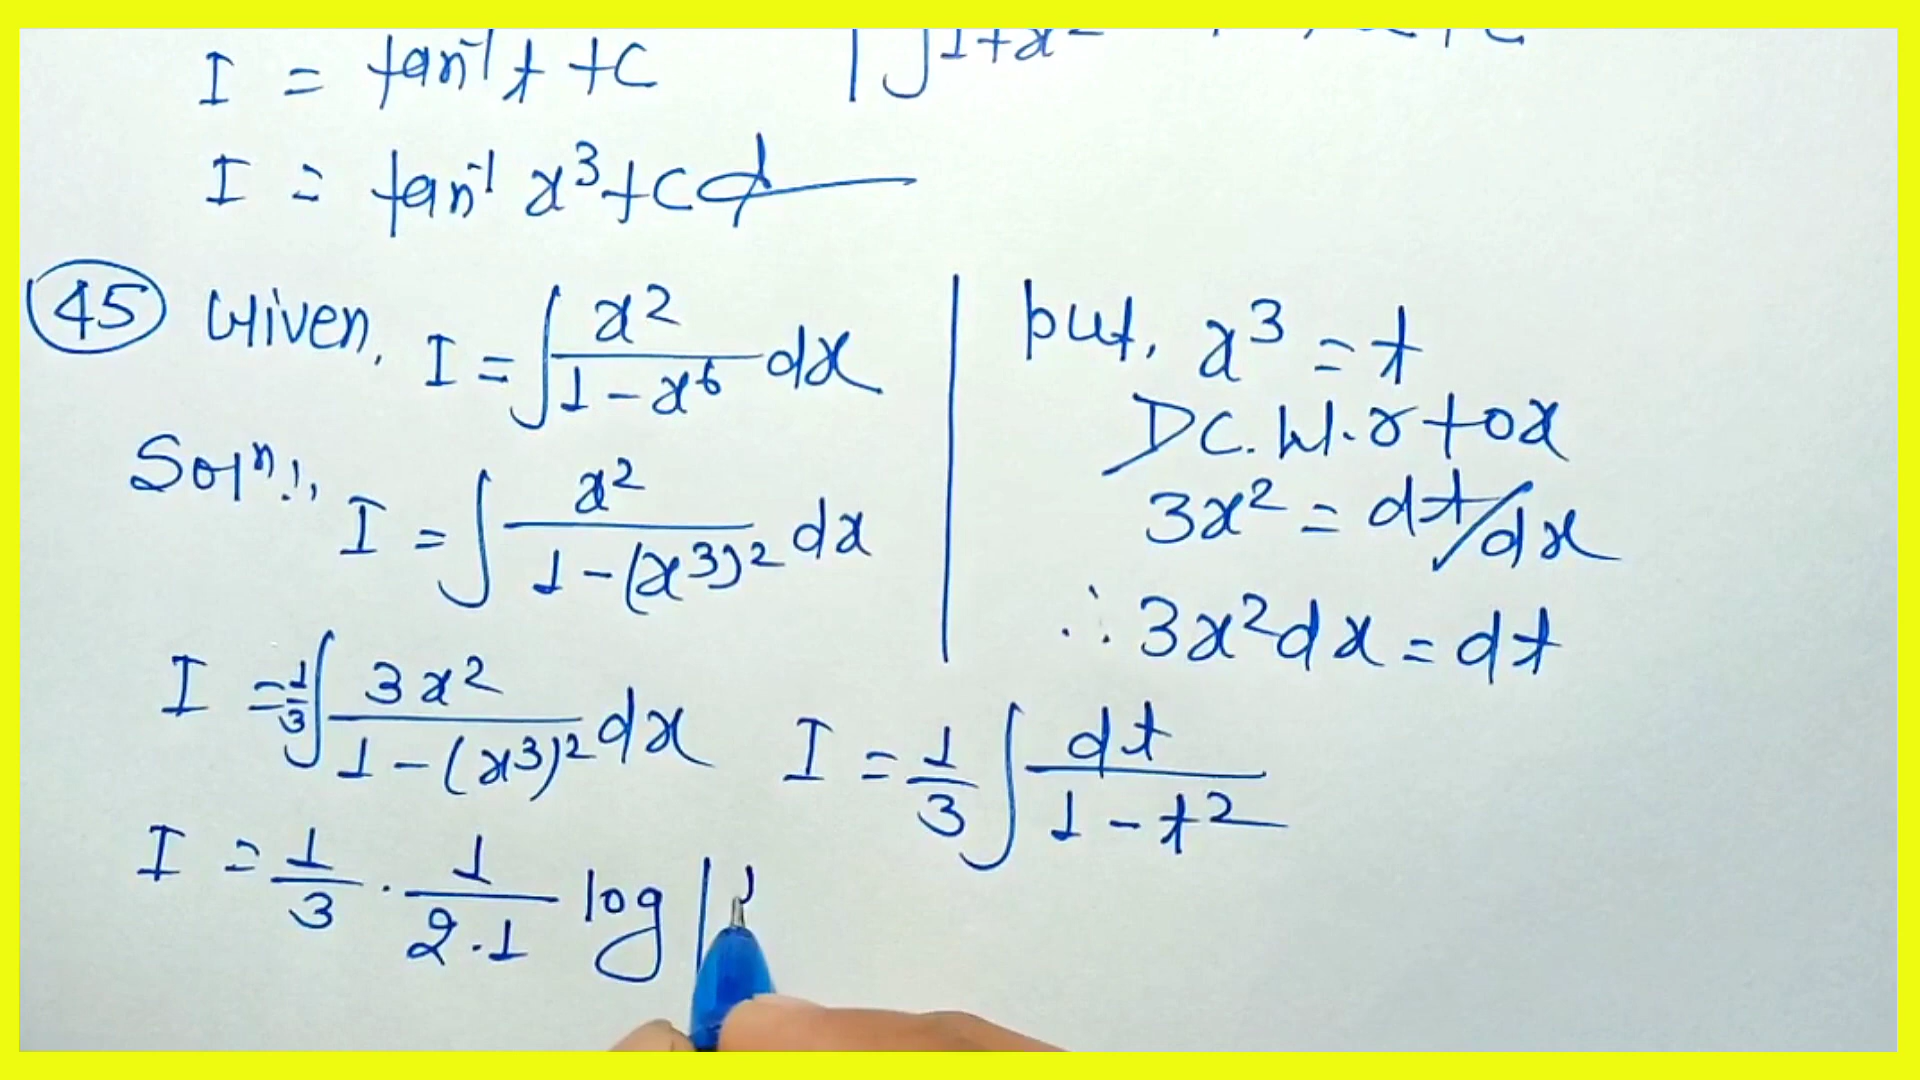 I = tan⁻¹ t + c
I = tan⁻¹ x³ + c
(45) Given, I = ∫ x²/(1 - x⁶) dx
Soln:, I = ∫ x²/(1 - (x³)²) dx
I = 1/3 ∫ 3x²/(1 - (x³)²) dx
I = 1/3 · 1/(2·1) log |
∫ 1+x²
put, x³ = t
D.w.r to x
3x² = dt/dx
∴ 3x² dx = dt
I = 1/3 ∫ dt/(1 - t²)